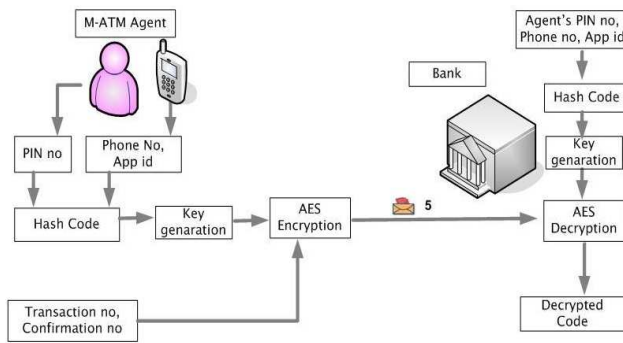 M-ATM Agent
Agent's PIN no,
Phone no, App id
Bank
Hash Code
PIN no
Phone No,
App id
Key
genaration
Hash Code
Key
genaration
AES
Encryption
5
AES
Decryption
Transaction no,
Confirmation no
Decrypted
Code